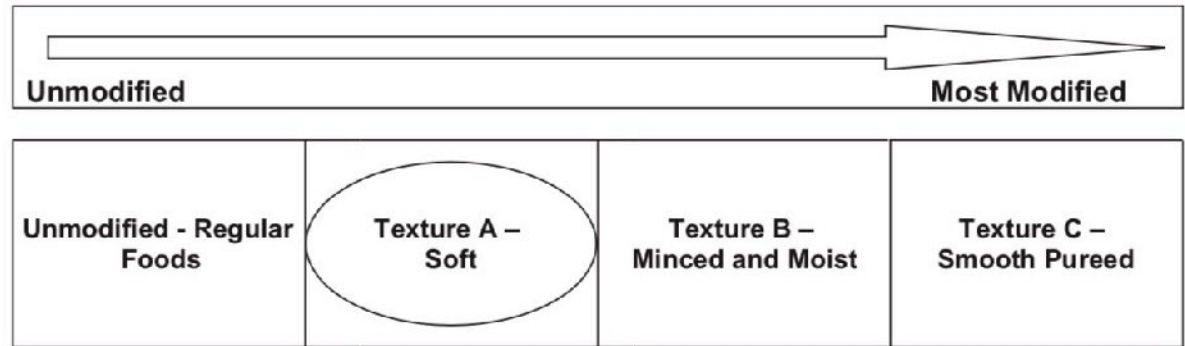 Unmodified
Most Modified
Unmodified - Regular
Foods
Texture A –
Soft
Texture B –
Minced and Moist
Texture C –
Smooth Pureed